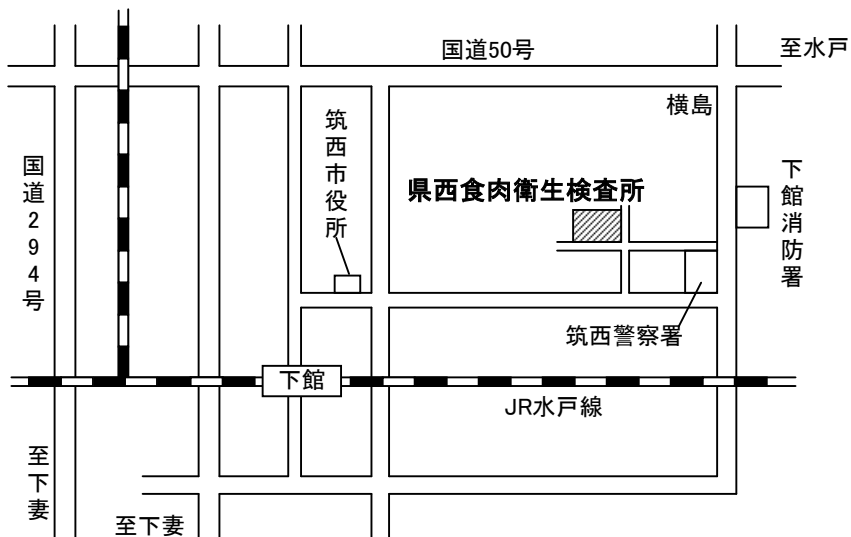 国道50号
至水戸
横島
筑西市役所
国道294号
県西食肉衛生検査所
下館消防署
筑西警察署
下館
JR水戸線
至下妻
至下妻